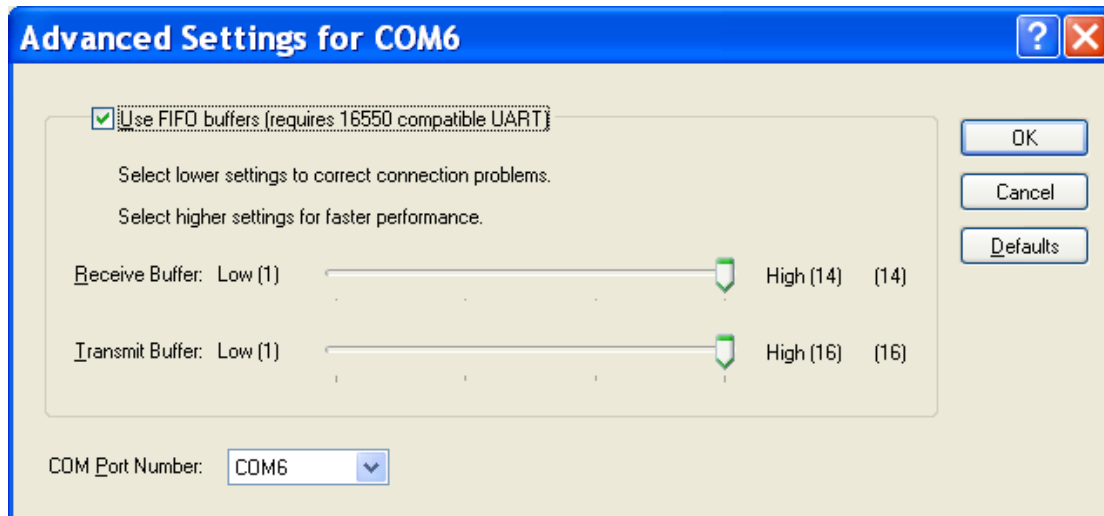 Advanced Settings for COM6
Use FIFO buffers (requires 16550 compatible UART)
OK
Select lower settings to correct connection problems.
Cancel
Select higher settings for faster performance.
Defaults
Receive Buffer: Low (1) High (14) (14)
Transmit Buffer: Low (1) High (16) (16)
COM Port Number: COM6